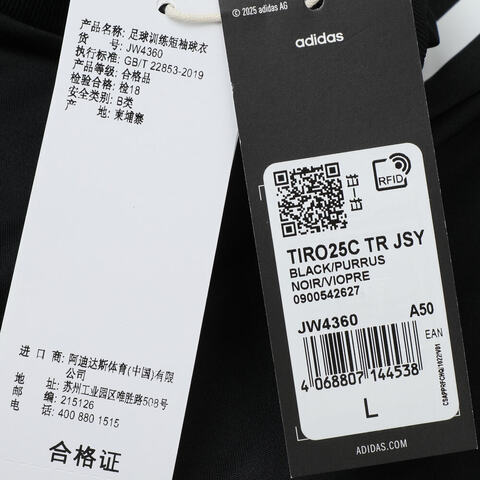 产品名称: 足球训练短袖球衣
货 号: JW4360
执行标准: GB/T 22853-2019
产品等级: 合格品
检验合格: 检18
安全类别: B类
产 地: 柬埔寨
进 口 商: 阿迪达斯体育(中国)有限
公司
地 址: 苏州工业园区唯亭跨阳路508号
邮 编: 215126
电 话: 400 880 1515
合格证
© 2025 adidas AG
adidas
RFID
TIRO25C TR JSY
BLACK/PURRUS
NOIR/VIOPRE
0900542627
JW4360 A50
EAN
4 068807 144538
L
ADIDAS.COM